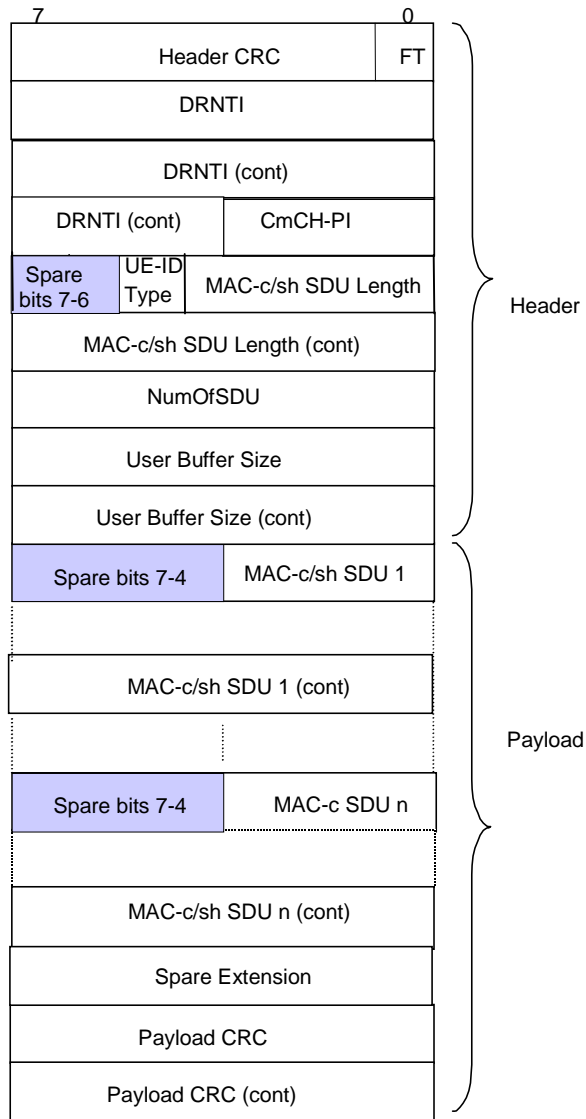 7 0
Header CRC FT
DRNTI
DRNTI (cont)
DRNTI (cont) CmCH-PI
Spare bits 7-6 UE-ID Type MAC-c/sh SDU Length
MAC-c/sh SDU Length (cont)
NumOfSDU
User Buffer Size
User Buffer Size (cont)
Header
Spare bits 7-4 MAC-c/sh SDU 1
MAC-c/sh SDU 1 (cont)
Payload
Spare bits 7-4 MAC-c SDU n
MAC-c/sh SDU n (cont)
Spare Extension
Payload CRC
Payload CRC (cont)